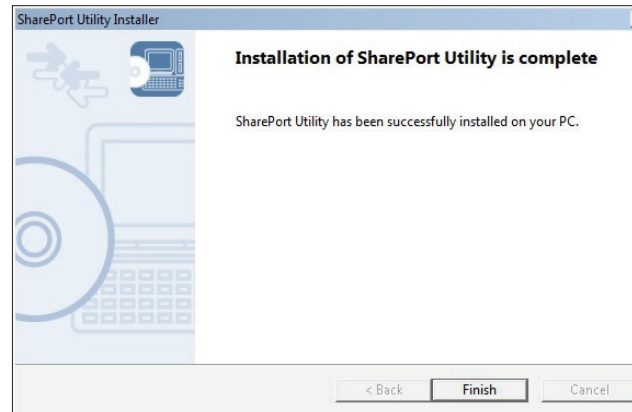 SharePort Utility Installer
Installation of SharePort Utility is complete
SharePort Utility has been successfully installed on your PC.
< Back
Finish
Cancel